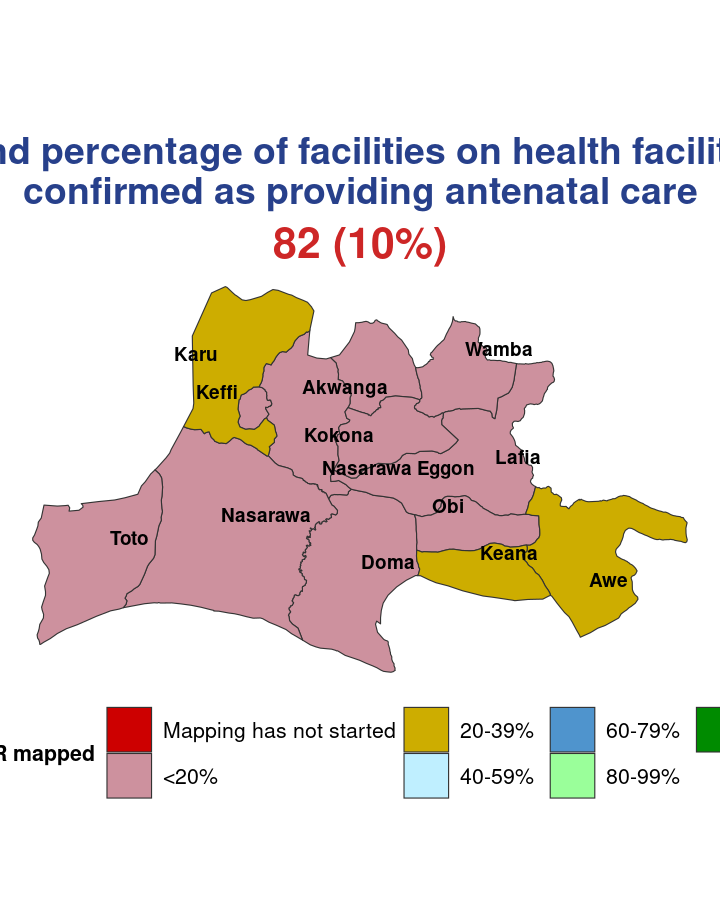 nd percentage of facilities on health facilit
confirmed as providing antenatal care
82 (10%)
Karu
Wamba
Keffi
Akwanga
Kokona
Lafia
Nasarawa Eggon
Obi
Nasarawa
Toto
Keana
Doma
Awe
R mapped
Mapping has not started
<20%
20-39%
40-59%
60-79%
80-99%